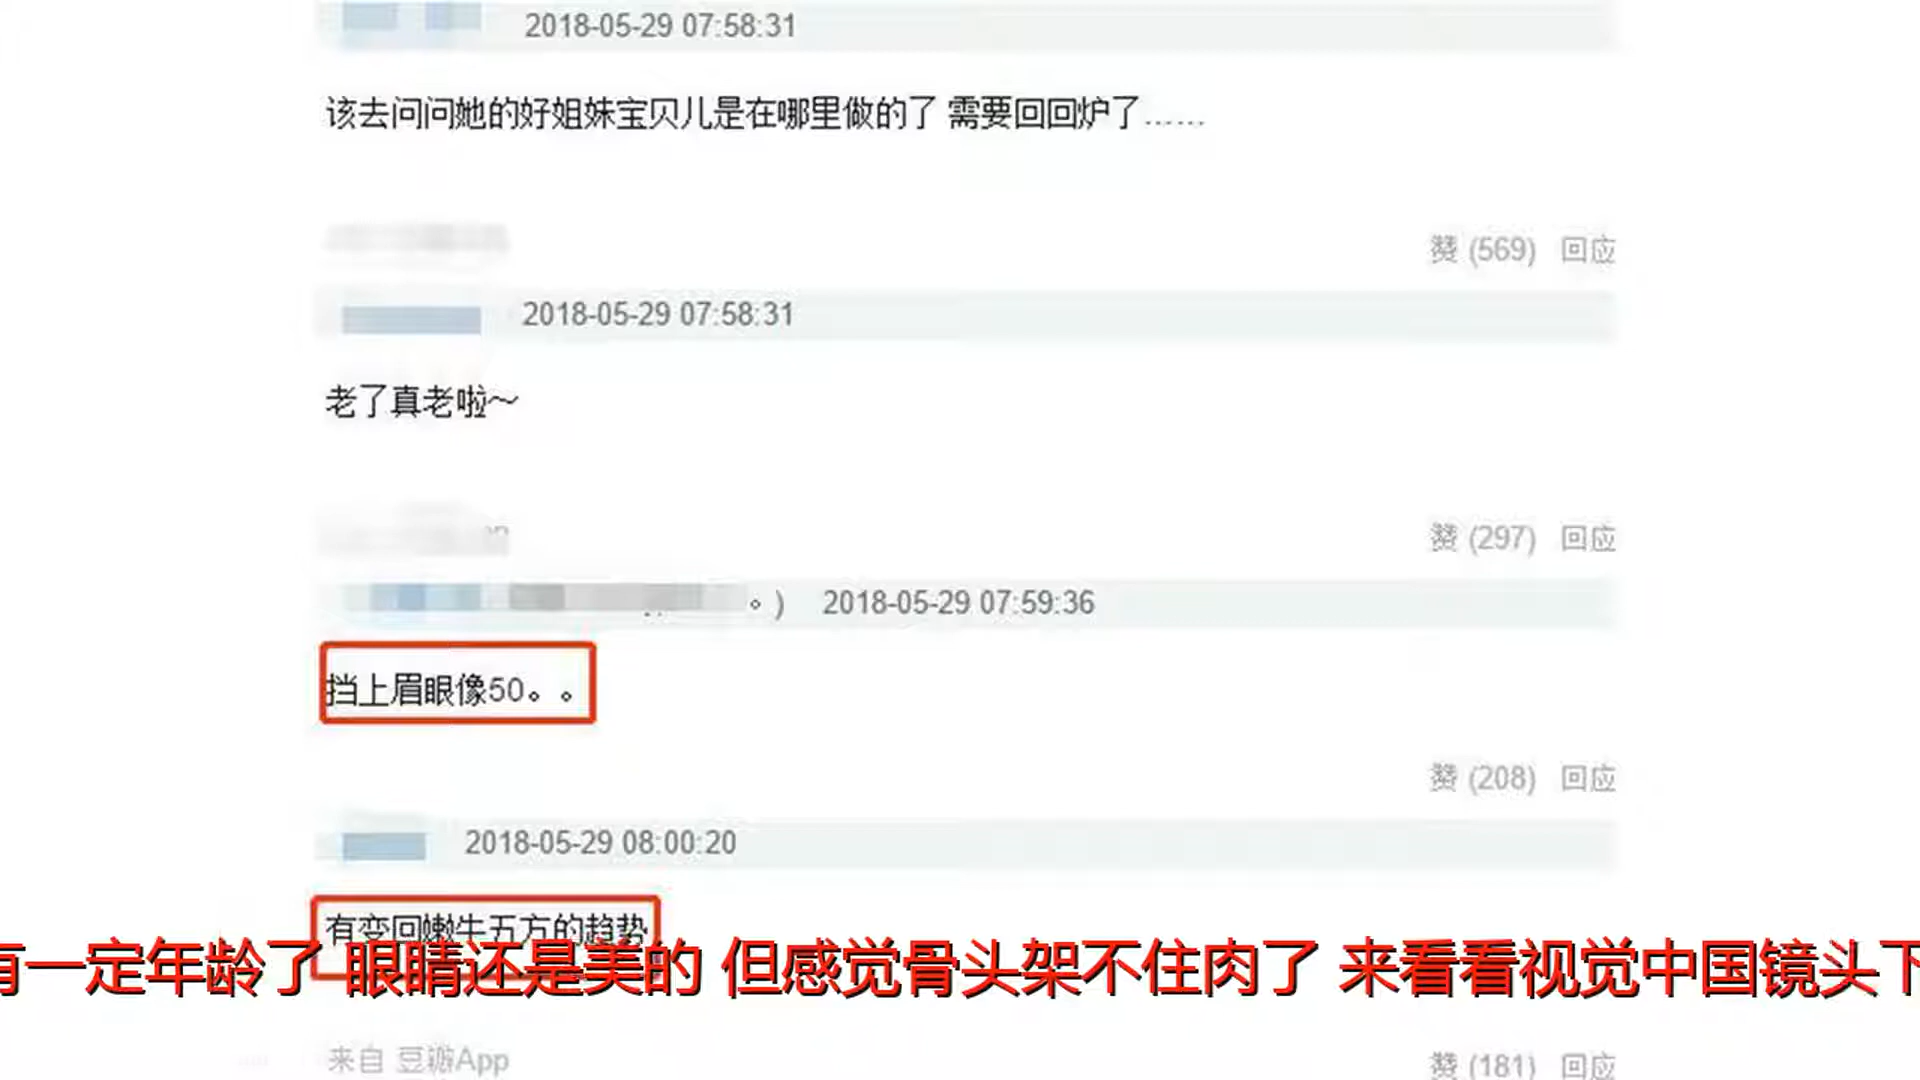 2018-05-29 07:58:31
该去问问她的好姐妹宝贝儿是在哪里做的了 需要回回炉了……
赞 (569) 回应
2018-05-29 07:58:31
老了真老啦～
赞 (297) 回应
。) 2018-05-29 07:59:36
挡上眉眼像50。。
赞 (208) 回应
2018-05-29 08:00:20
有变回嫩牛五方的趋势
有一定年龄了 眼睛还是美的 但感觉骨头架不住肉了 来看看视觉中国镜头下
来自 豆瓣App
赞 (181) 回应